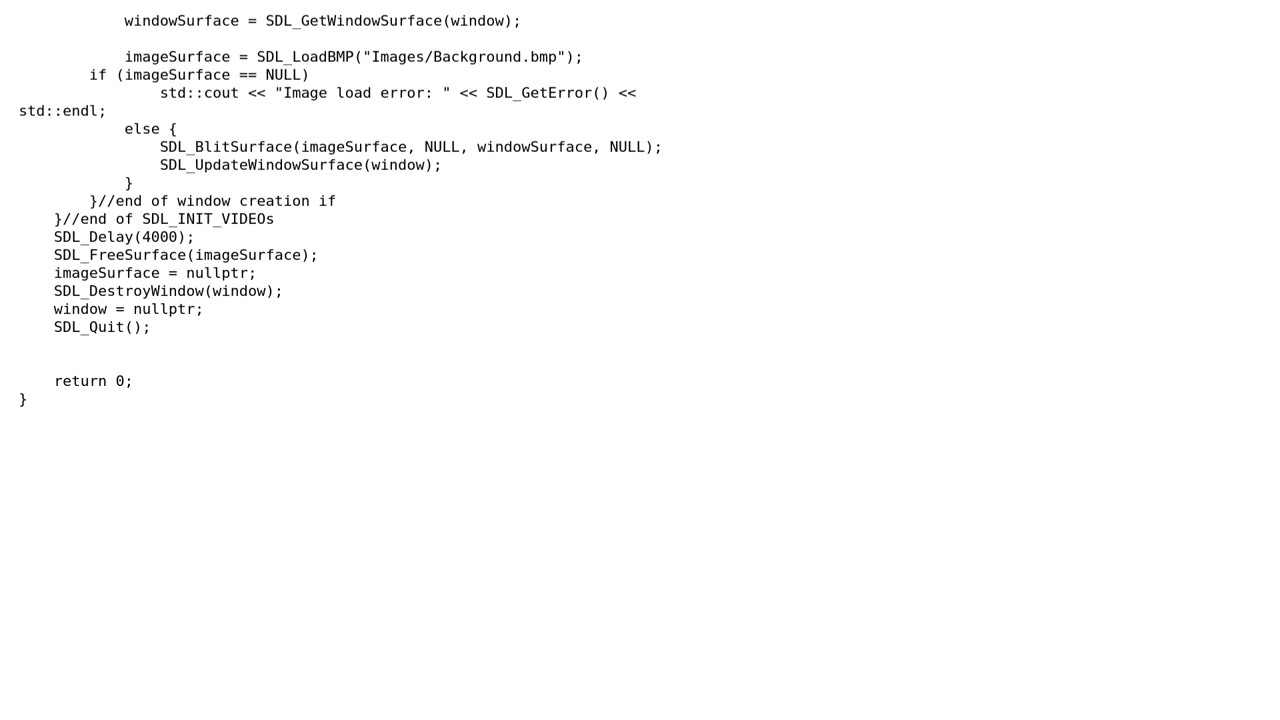 windowSurface = SDL_GetWindowSurface(window);

            imageSurface = SDL_LoadBMP("Images/Background.bmp");
        if (imageSurface == NULL)
                std::cout << "Image load error: " << SDL_GetError() <<
std::endl;
            else {
                SDL_BlitSurface(imageSurface, NULL, windowSurface, NULL);
                SDL_UpdateWindowSurface(window);
            }
        }//end of window creation if
    }//end of SDL_INIT_VIDEOs
    SDL_Delay(4000);
    SDL_FreeSurface(imageSurface);
    imageSurface = nullptr;
    SDL_DestroyWindow(window);
    window = nullptr;
    SDL_Quit();


    return 0;
}